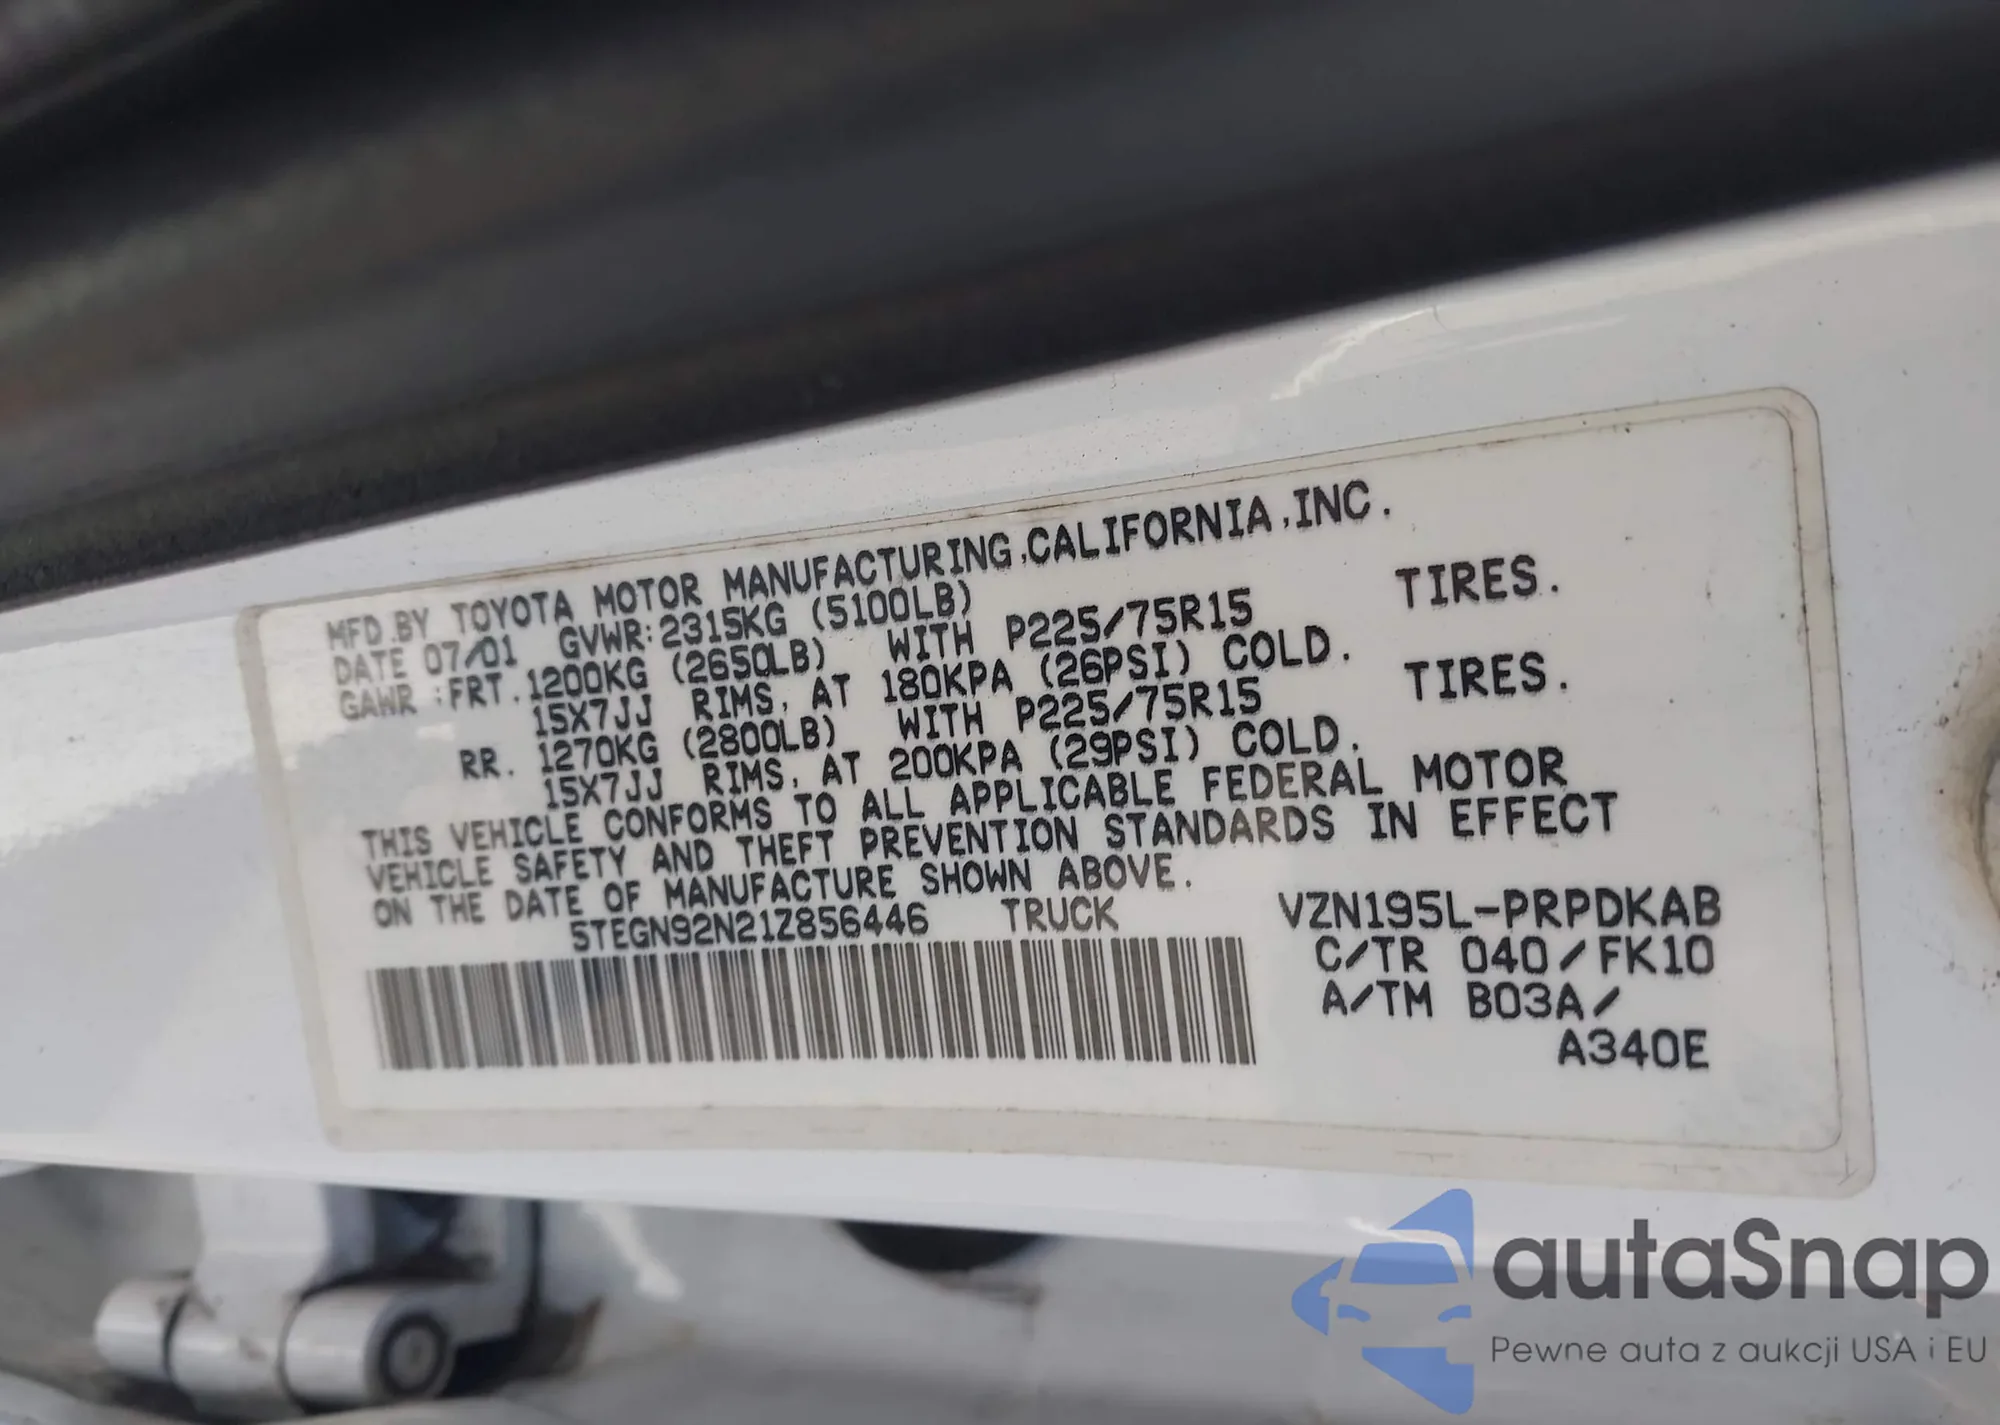 MFD.BY TOYOTA MOTOR MANUFACTURING,CALIFORNIA,INC.
DATE 07/01 GVWR:2315KG (5100LB)
GAWR:FRT. 1200KG (2650LB) WITH P225/75R15 TIRES.
15X7JJ RIMS, AT 180KPA (26PSI) COLD.
RR. 1270KG (2800LB) WITH P225/75R15 TIRES.
15X7JJ RIMS, AT 200KPA (29PSI) COLD.
THIS VEHICLE CONFORMS TO ALL APPLICABLE FEDERAL MOTOR
VEHICLE SAFETY AND THEFT PREVENTION STANDARDS IN EFFECT
ON THE DATE OF MANUFACTURE SHOWN ABOVE.
5TEGN92N21Z856446 TRUCK VZN195L-PRPDKAB
C/TR 040/FK10
A/TM B03A/
A340E
autaSnap
Pewne auta z aukcji USA i EU